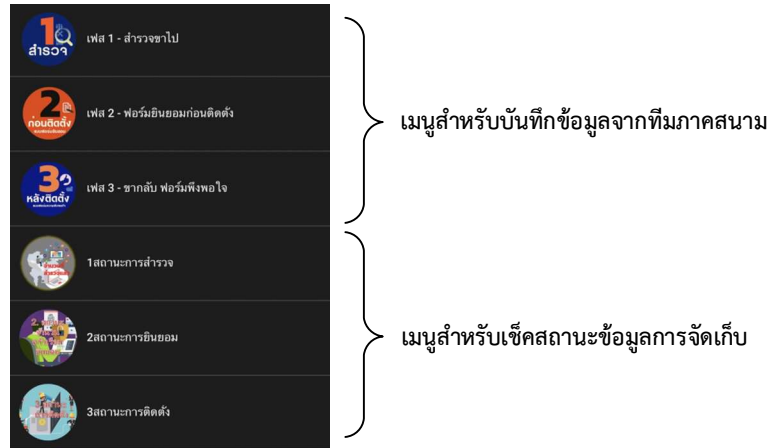 1
สำรวจ
เฟส 1 - สำรวจขาไป
2
ก่อนติดตั้ง
เฟส 2 - ฟอร์มยินยอมก่อนติดตั้ง
3
หลังติดตั้ง
เฟส 3 - ขากลับ ฟอร์มพึงพอใจ
เมนูสำหรับบันทึกข้อมูลจากทีมภาคสนาม
1สถานะการสำรวจ
2สถานะการยินยอม
3สถานะการติดตั้ง
เมนูสำหรับเช็คสถานะข้อมูลการจัดเก็บ